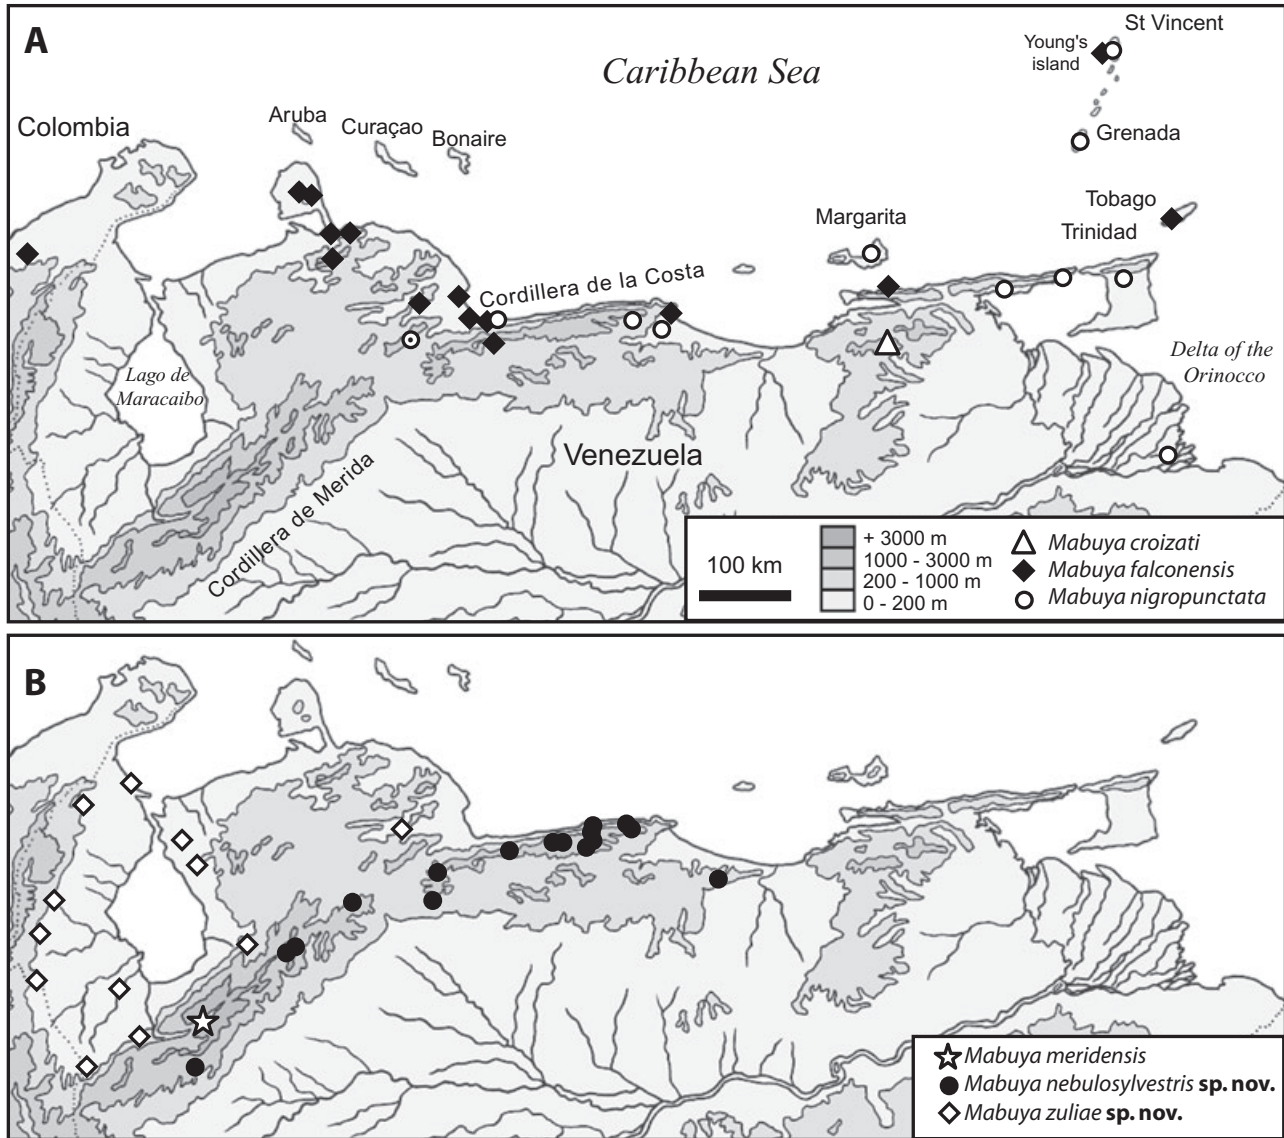 A
St Vincent
Young's
island
Caribbean Sea
Grenada
Colombia
Aruba
Curaçao
Bonaire
Tobago
Margarita
Trinidad
Cordillera de la Costa
Lago de
Maracaibo
Delta of the
Orinocco
Venezuela
Cordillera de Merida
100 km
+ 3000 m
1000 - 3000 m
200 - 1000 m
0 - 200 m
Mabuya croizati
Mabuya falconensis
Mabuya nigropunctata
B
Mabuya meridensis
Mabuya nebulosylvestris sp. nov.
Mabuya zuliae sp. nov.